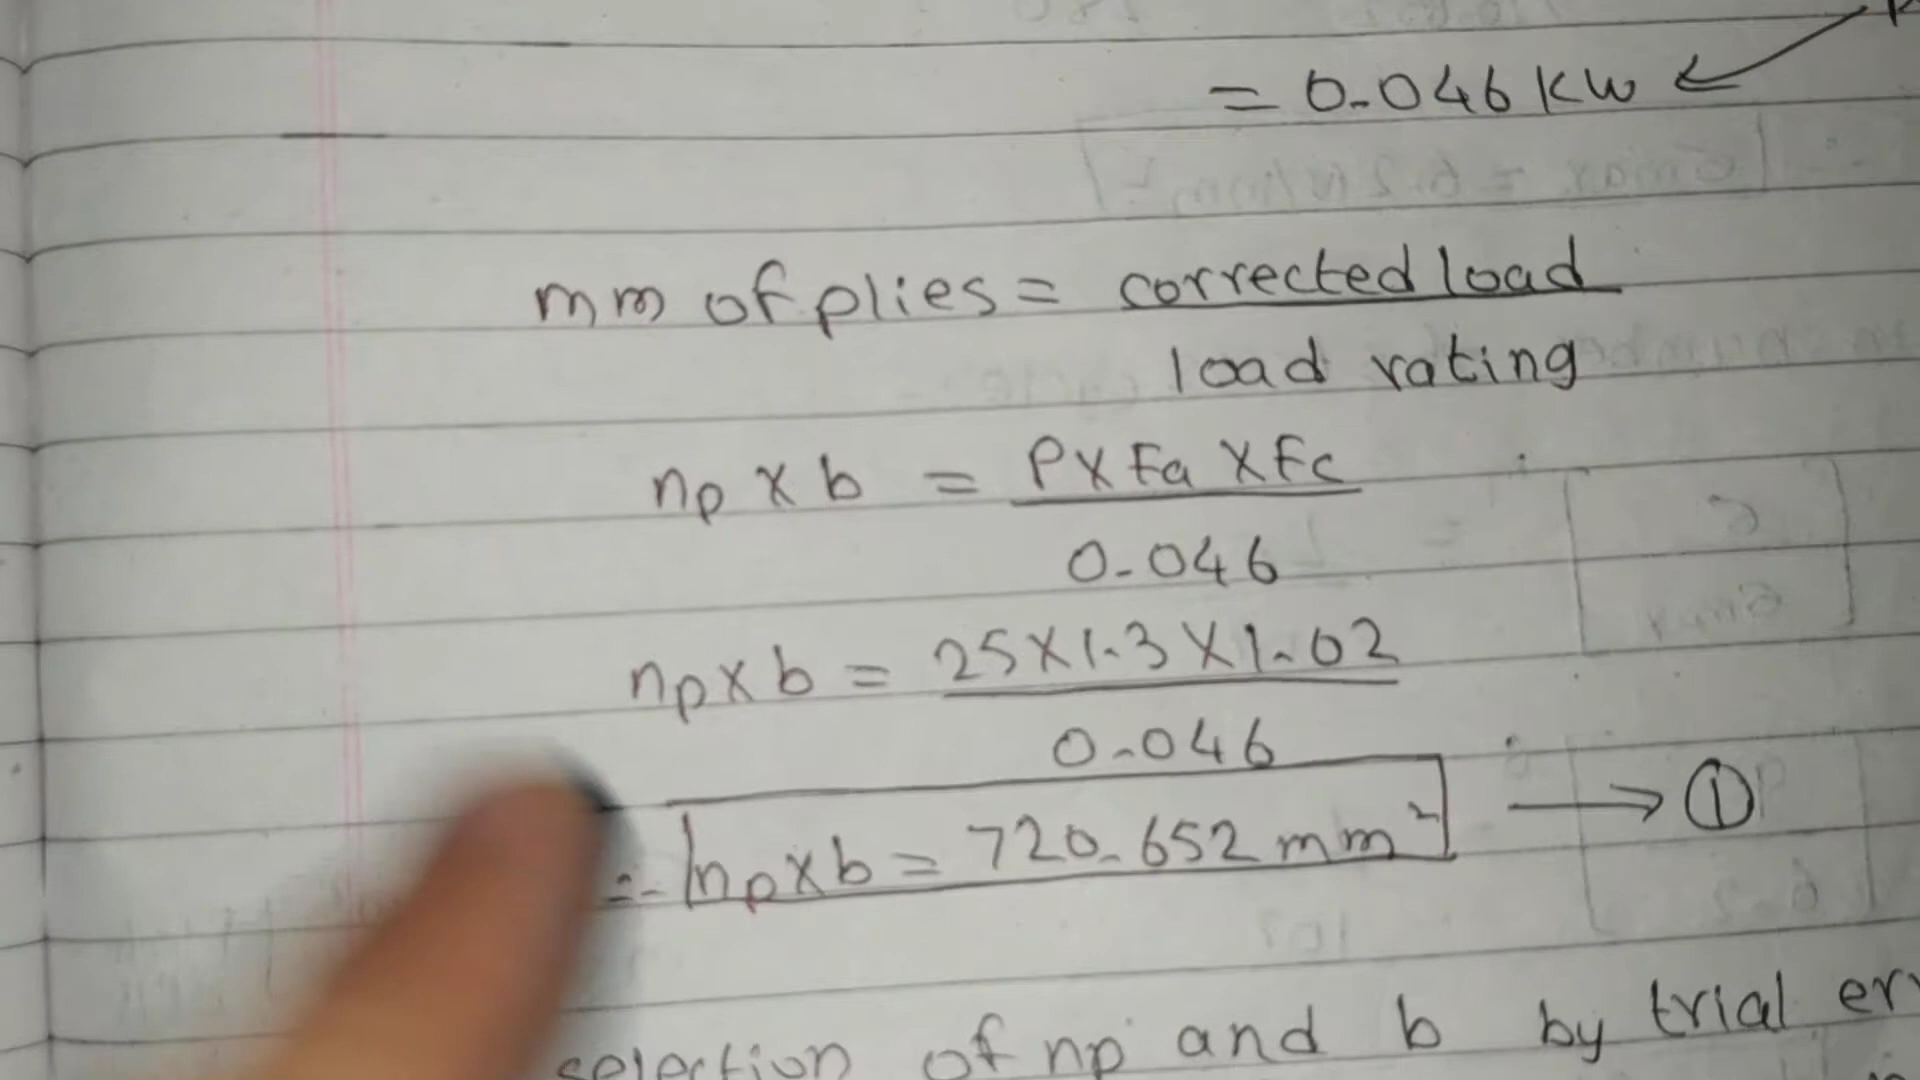 = 0.046 KW ↙
mm of plies = corrected load
load rating
np × b = P × Fa × Fc
0.046
np × b = 25 × 1.3 × 1.02
0.046
∴ np × b = 720.652 mm² → ①
selection of np and b by trial